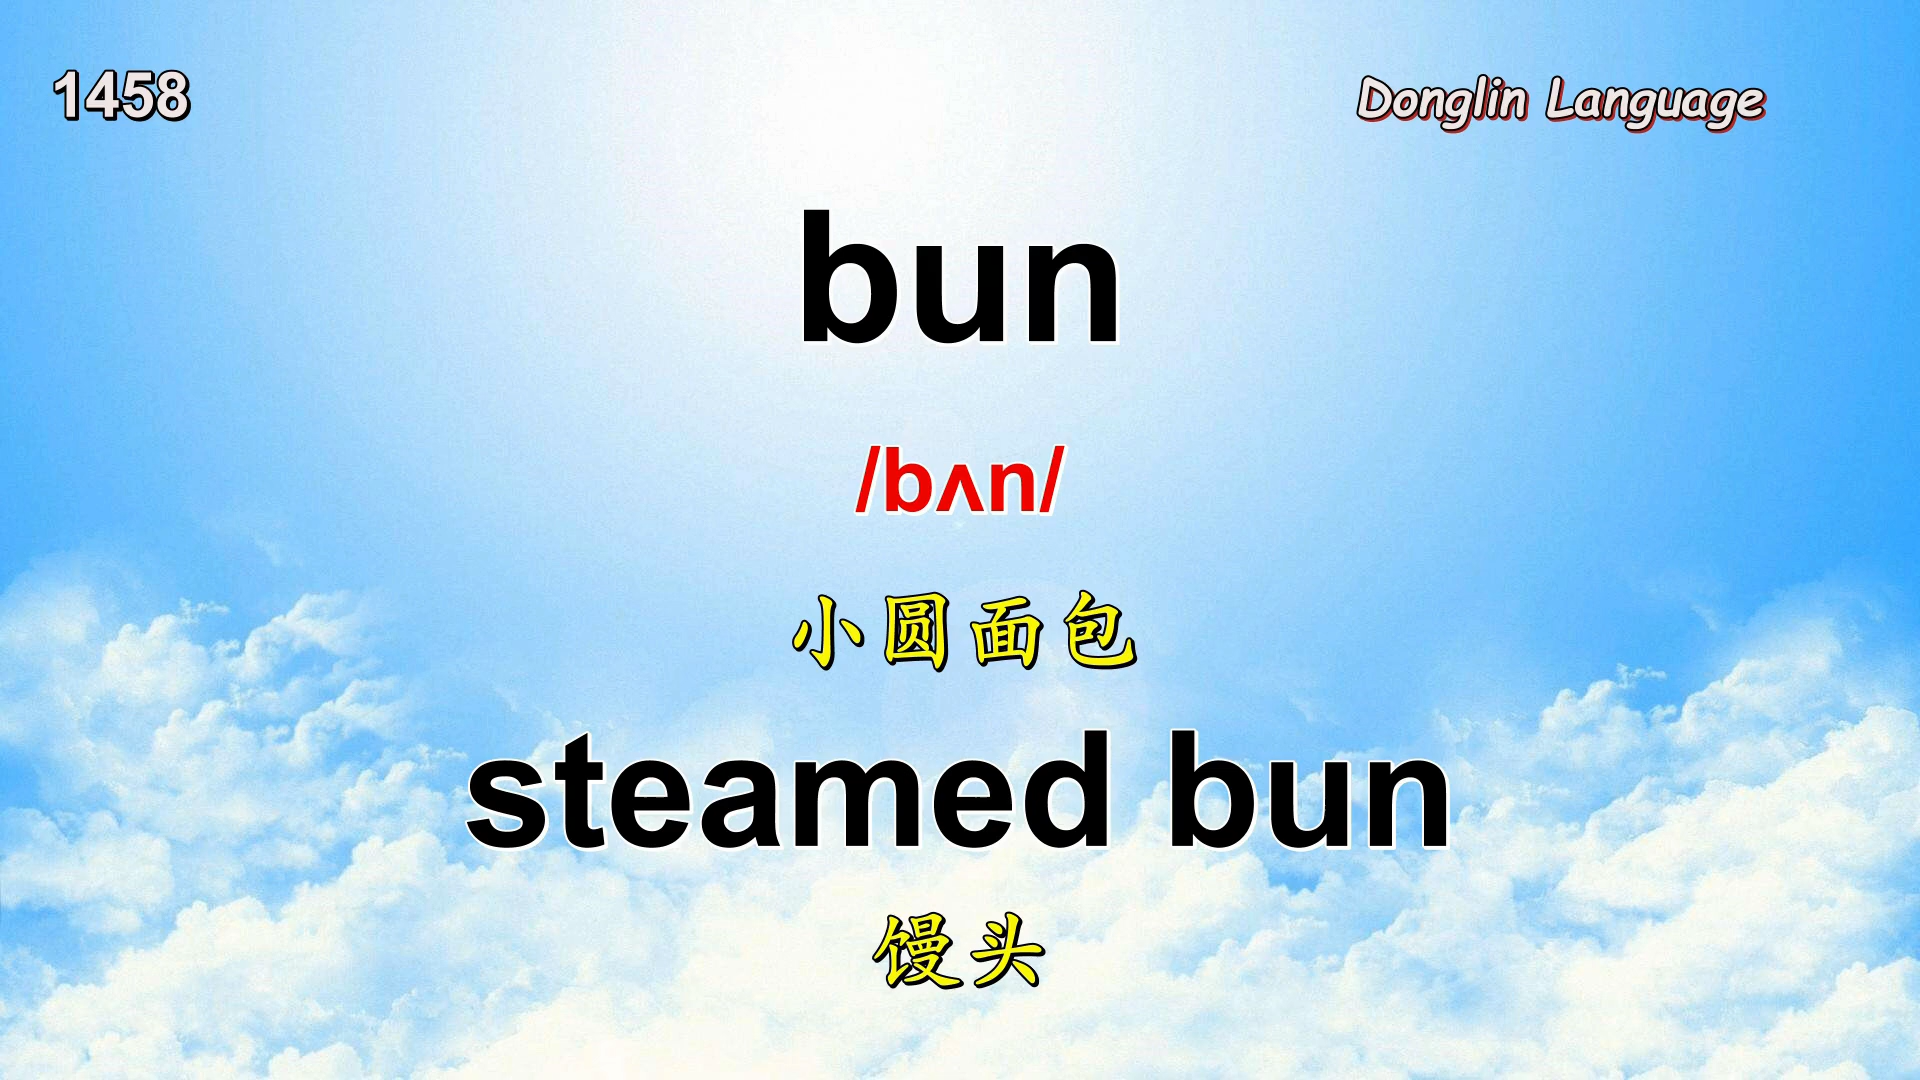 1458
Donglin Language
bun
/bʌn/
小圆面包
steamed bun
馒头